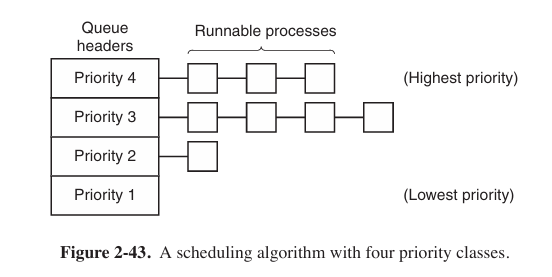 Queue
headers
Runnable processes
Priority 4
(Highest priority)
Priority 3
Priority 2
Priority 1
(Lowest priority)
Figure 2-43. A scheduling algorithm with four priority classes.